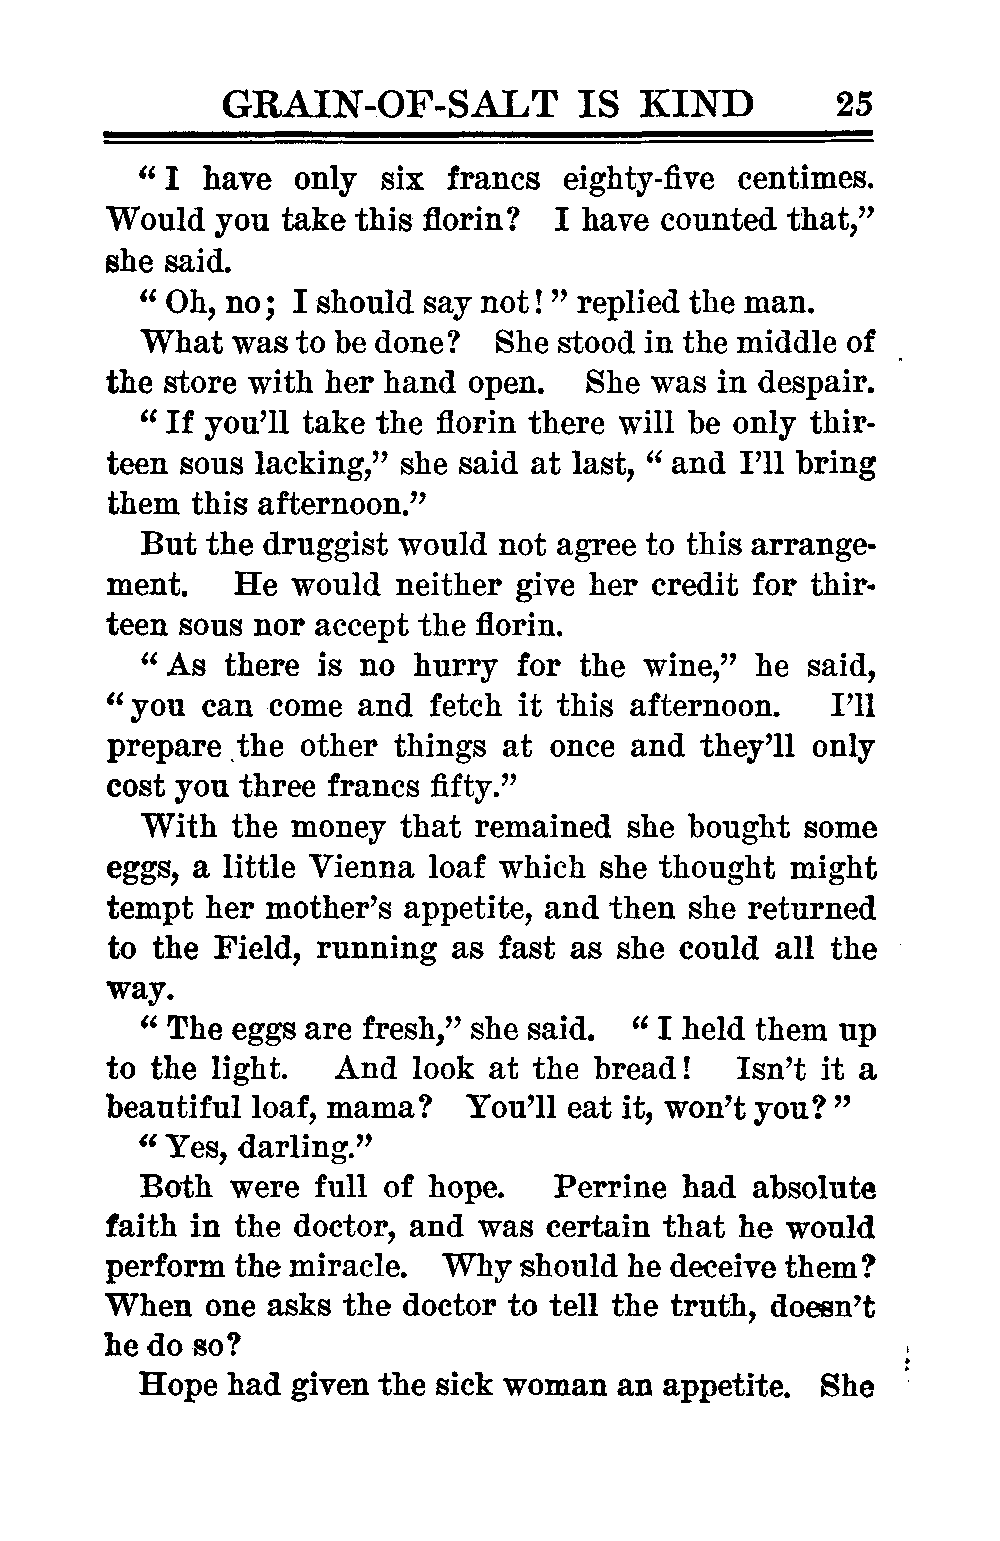 GRAIN-OF-SALT IS KIND 25
“ I have only six francs eighty-five centimes.
Would you take this florin? I have counted that,”
she said.
“ Oh, no; I should say not! ” replied the man.
What was to be done? She stood in the middle of
the store with her hand open. She was in despair.
“ If you’ll take the florin there will be only thir-
teen sous lacking,” she said at last, “ and I’ll bring
them this afternoon.”
But the druggist would not agree to this arrange-
ment. He would neither give her credit for thir-
teen sous nor accept the florin.
“ As there is no hurry for the wine,” he said,
“you can come and fetch it this afternoon. I’ll
prepare the other things at once and they’ll only
cost you three francs fifty.”
With the money that remained she bought some
eggs, a little Vienna loaf which she thought might
tempt her mother’s appetite, and then she returned
to the Field, running as fast as she could all the
way.
“ The eggs are fresh,” she said. “ I held them up
to the light. And look at the bread! Isn’t it a
beautiful loaf, mama? You’ll eat it, won’t you? ”
“ Yes, darling.”
Both were full of hope. Perrine had absolute
faith in the doctor, and was certain that he would
perform the miracle. Why should he deceive them?
When one asks the doctor to tell the truth, doesn’t
he do so?
Hope had given the sick woman an appetite. She